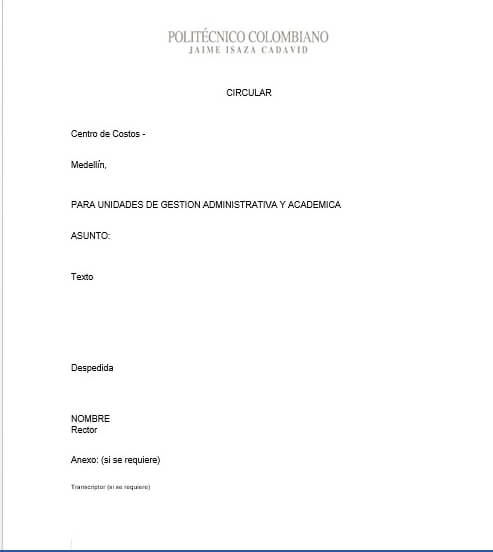 POLITÉCNICO COLOMBIANO
JAIME ISAZA CADAVID
CIRCULAR
Centro de Costos -
Medellín,
PARA UNIDADES DE GESTION ADMINISTRATIVA Y ACADEMICA
ASUNTO:
Texto
Despedida
NOMBRE
Rector
Anexo: (si se requiere)
Transcriptor (si se requiere)